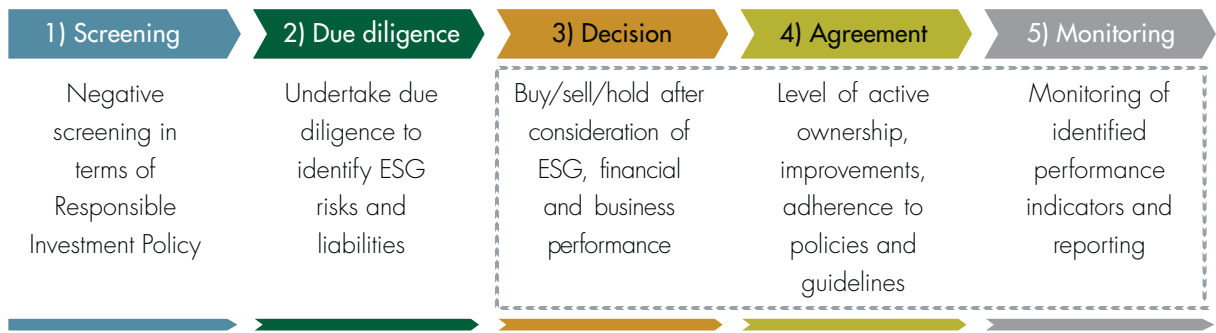 1) Screening
2) Due diligence
3) Decision
4) Agreement
5) Monitoring
Negative
screening in
terms of
Responsible
Investment Policy
Undertake due
diligence to
identify ESG
risks and
liabilities
Buy/sell/hold after
consideration of
ESG, financial
and business
performance
Level of active
ownership,
improvements,
adherence to
policies and
guidelines
Monitoring of
identified
performance
indicators and
reporting